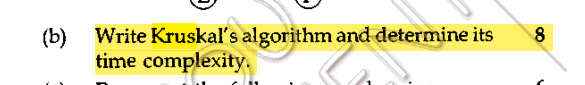 (b) Write Kruskal's algorithm and determine its 8
time complexity.